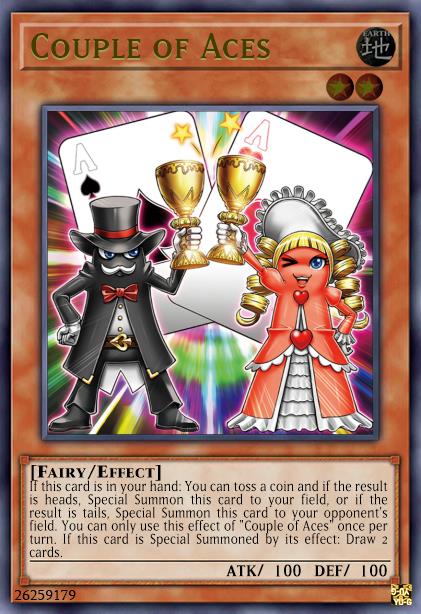 Couple of Aces
EARTH
地
A
A
[Fairy/Effect]
If this card is in your hand: You can toss a coin and if the result
is heads, Special Summon this card to your field, or if the
result is tails, Special Summon this card to your opponent's
field. You can only use this effect of "Couple of Aces" once per
turn. If this card is Special Summoned by its effect: Draw 2
cards.
ATK/ 100 DEF/ 100
26259179